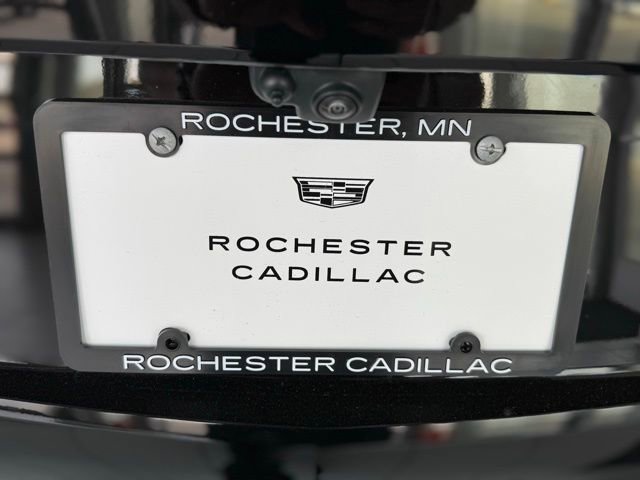 ROCHESTER, MN
ROCHESTER
CADILLAC
ROCHESTER CADILLAC